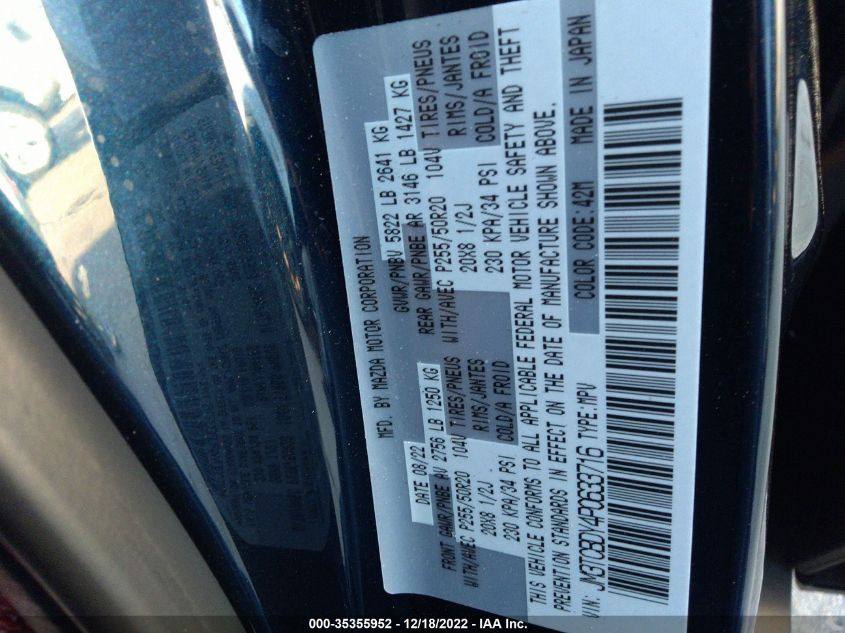 MFD. BY MAZDA MOTOR CORPORATION
DATE 08/22 GVWR/PNBV 5822 LB 2641 KG
FRONT GAWR/PNBE AV 2756 LB 1250 KG REAR GAWR/PNBE AR 3146 LB 1427 KG
WITH/AVEC P255/50R20 104V TIRES/PNEUS WITH/AVEC P255/50R20 104V TIRES/PNEUS
20X8 1/2J RIMS/JANTES 20X8 1/2J RIMS/JANTES
230 KPA/34 PSI COLD/A FROID 230 KPA/34 PSI COLD/A FROID
THIS VEHICLE CONFORMS TO ALL APPLICABLE FEDERAL MOTOR VEHICLE SAFETY AND THEFT
PREVENTION STANDARDS IN EFFECT ON THE DATE OF MANUFACTURE SHOWN ABOVE.
VIN: JM3TCBDY4P0633716 TYPE:MPV COLOR CODE:42M MADE IN JAPAN
000-35355952 - 12/18/2022 - IAA Inc.